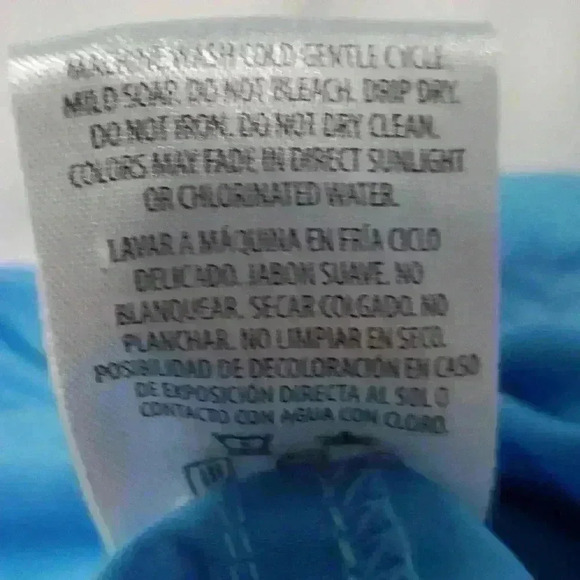 MACHINE WASH COLD GENTLE CYCLE.
MILD SOAP. DO NOT BLEACH. DRIP DRY.
DO NOT IRON. DO NOT DRY CLEAN.
COLORS MAY FADE IN DIRECT SUNLIGHT
OR CHLORINATED WATER.
LAVAR A MÁQUINA EN FRÍA CICLO
DELICADO. JABON SUAVE. NO
BLANQUEAR. SECAR COLGADO. NO
PLANCHAR. NO LIMPIAR EN SECO.
POSIBILIDAD DE DECOLORACIÓN EN CASO
DE EXPOSICIÓN DIRECTA AL SOL O
CONTACTO CON AGUA CON CLORO.